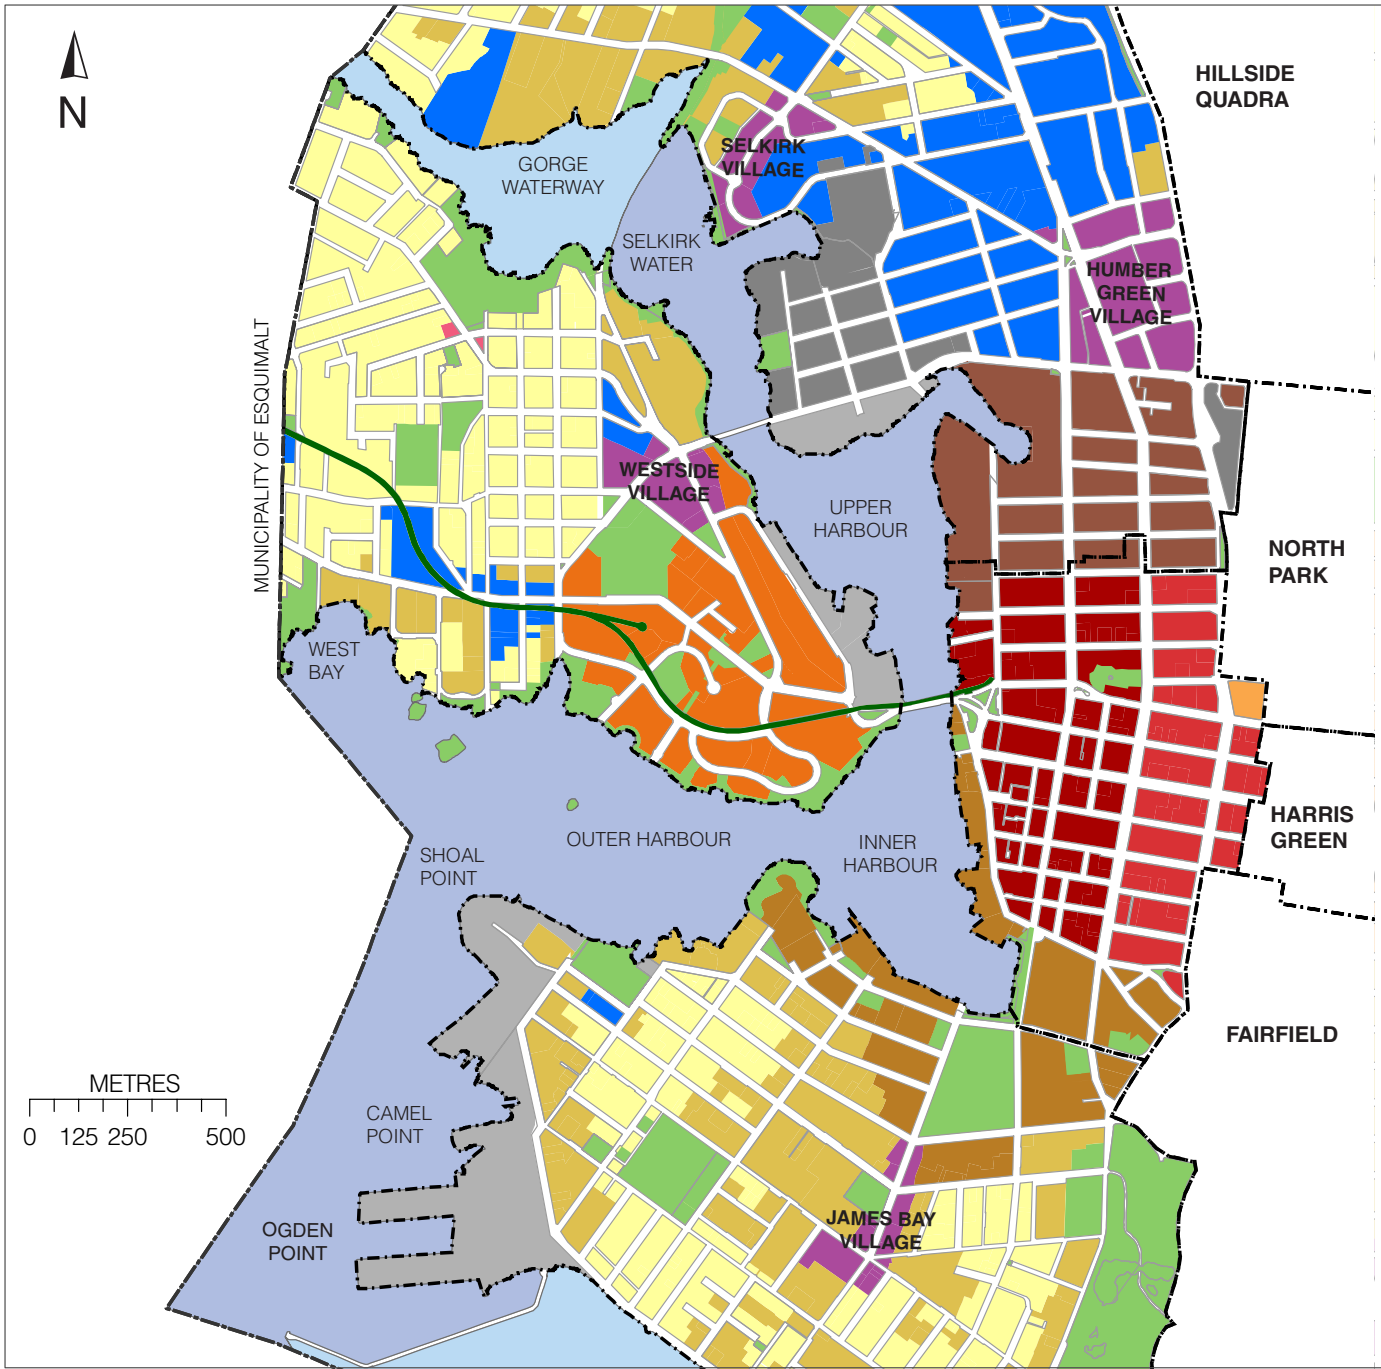 N
HILLSIDE
QUADRA
GORGE
WATERWAY
SELKIRK
VILLAGE
SELKIRK
WATER
HUMBER
GREEN
VILLAGE
MUNICIPALITY OF ESQUIMALT
WESTSIDE
VILLAGE
UPPER
HARBOUR
NORTH
PARK
WEST
BAY
OUTER HARBOUR
INNER
HARBOUR
HARRIS
GREEN
SHOAL
POINT
FAIRFIELD
METRES
0 125 250 500
CAMEL
POINT
OGDEN
POINT
JAMES BAY
VILLAGE